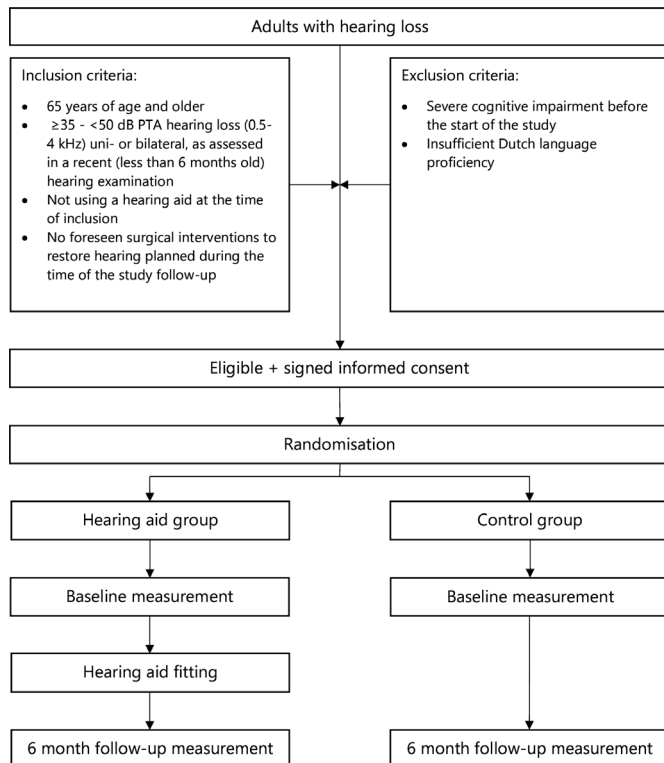 Adults with hearing loss
Inclusion criteria:
• 65 years of age and older
• ≥35 - <50 dB PTA hearing loss (0.5-
4 kHz) uni- or bilateral, as assessed
in a recent (less than 6 months old)
hearing examination
• Not using a hearing aid at the time
of inclusion
• No foreseen surgical interventions to
restore hearing planned during the
time of the study follow-up
Exclusion criteria:
• Severe cognitive impairment before
the start of the study
• Insufficient Dutch language
proficiency
Eligible + signed informed consent
Randomisation
Hearing aid group
Control group
Baseline measurement
Baseline measurement
Hearing aid fitting
6 month follow-up measurement
6 month follow-up measurement